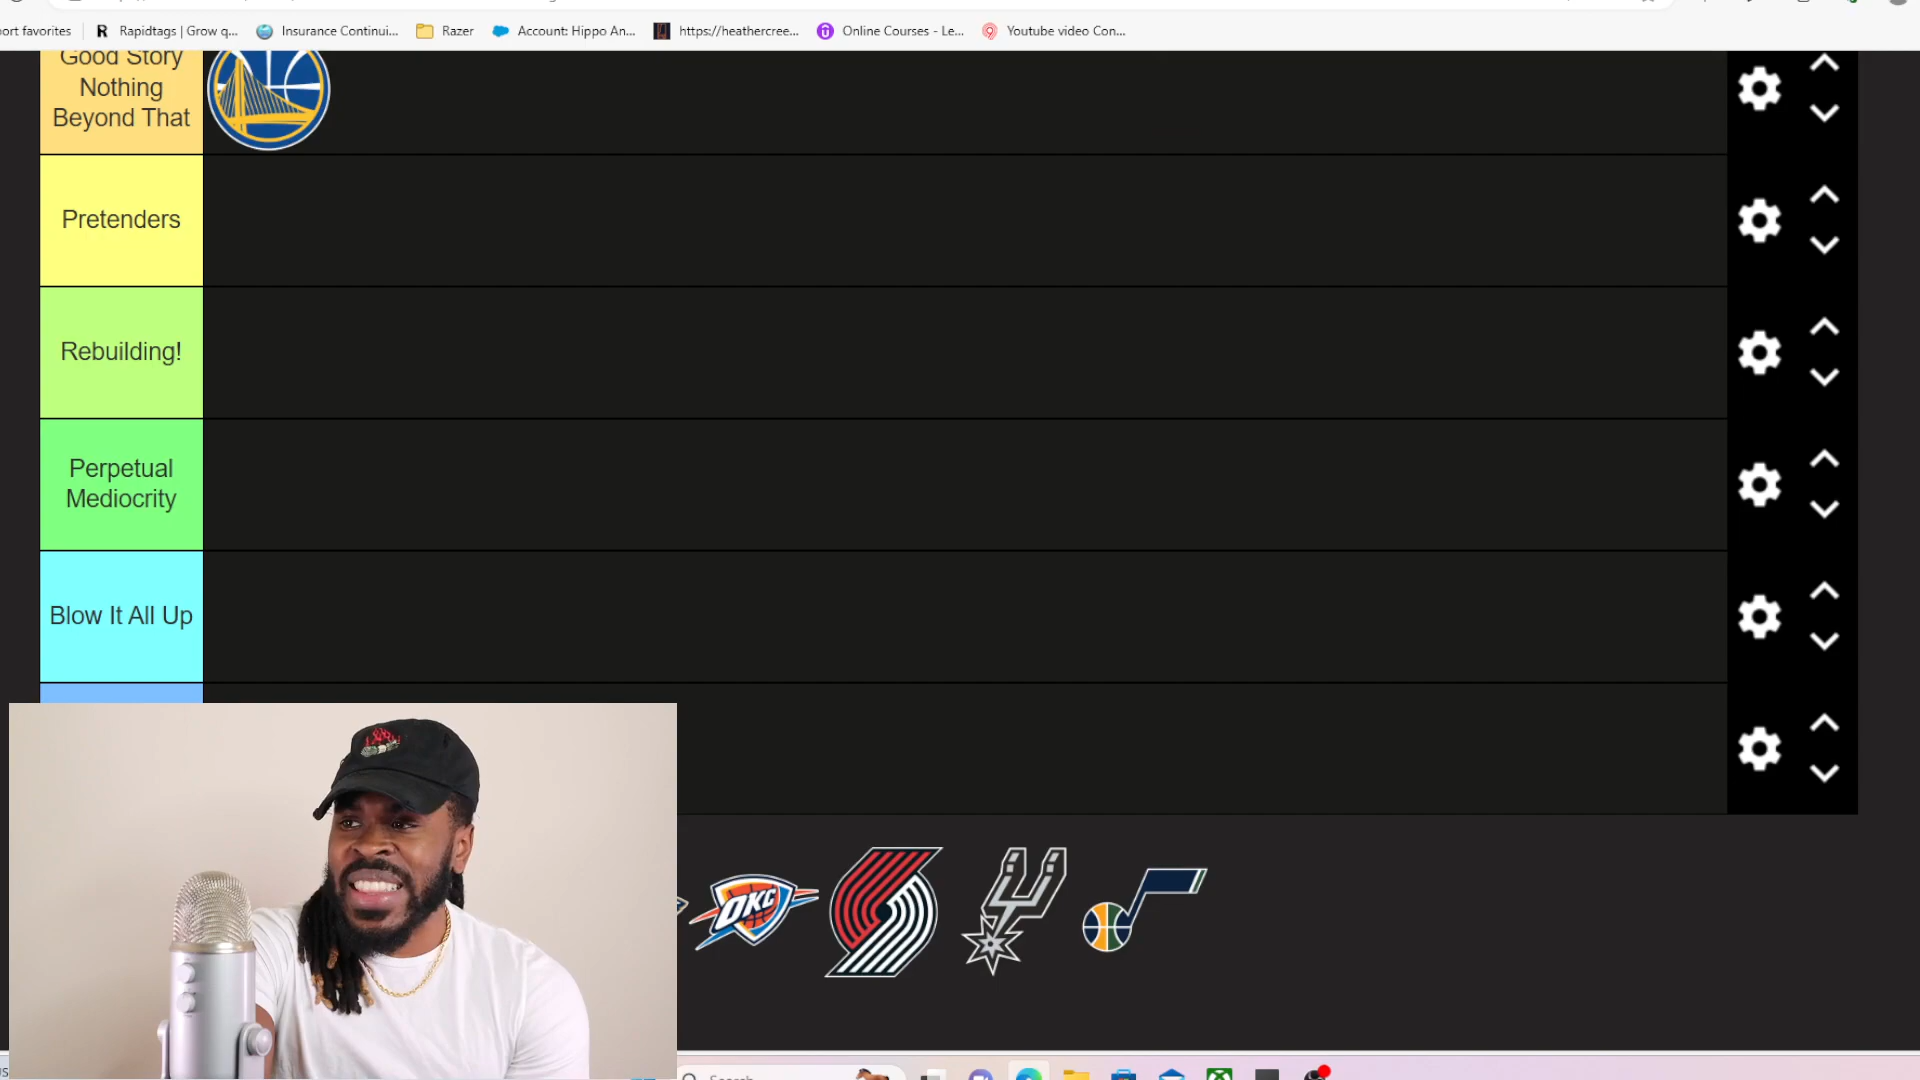 ort favorites
Rapidtags | Grow q...
Insurance Continui...
Razer
Account: Hippo An...
https://heathercree...
Online Courses - Le...
Youtube video Con...
Good Story
Nothing
Beyond That
Pretenders
Rebuilding!
Perpetual
Mediocrity
Blow It All Up
OKC
Search